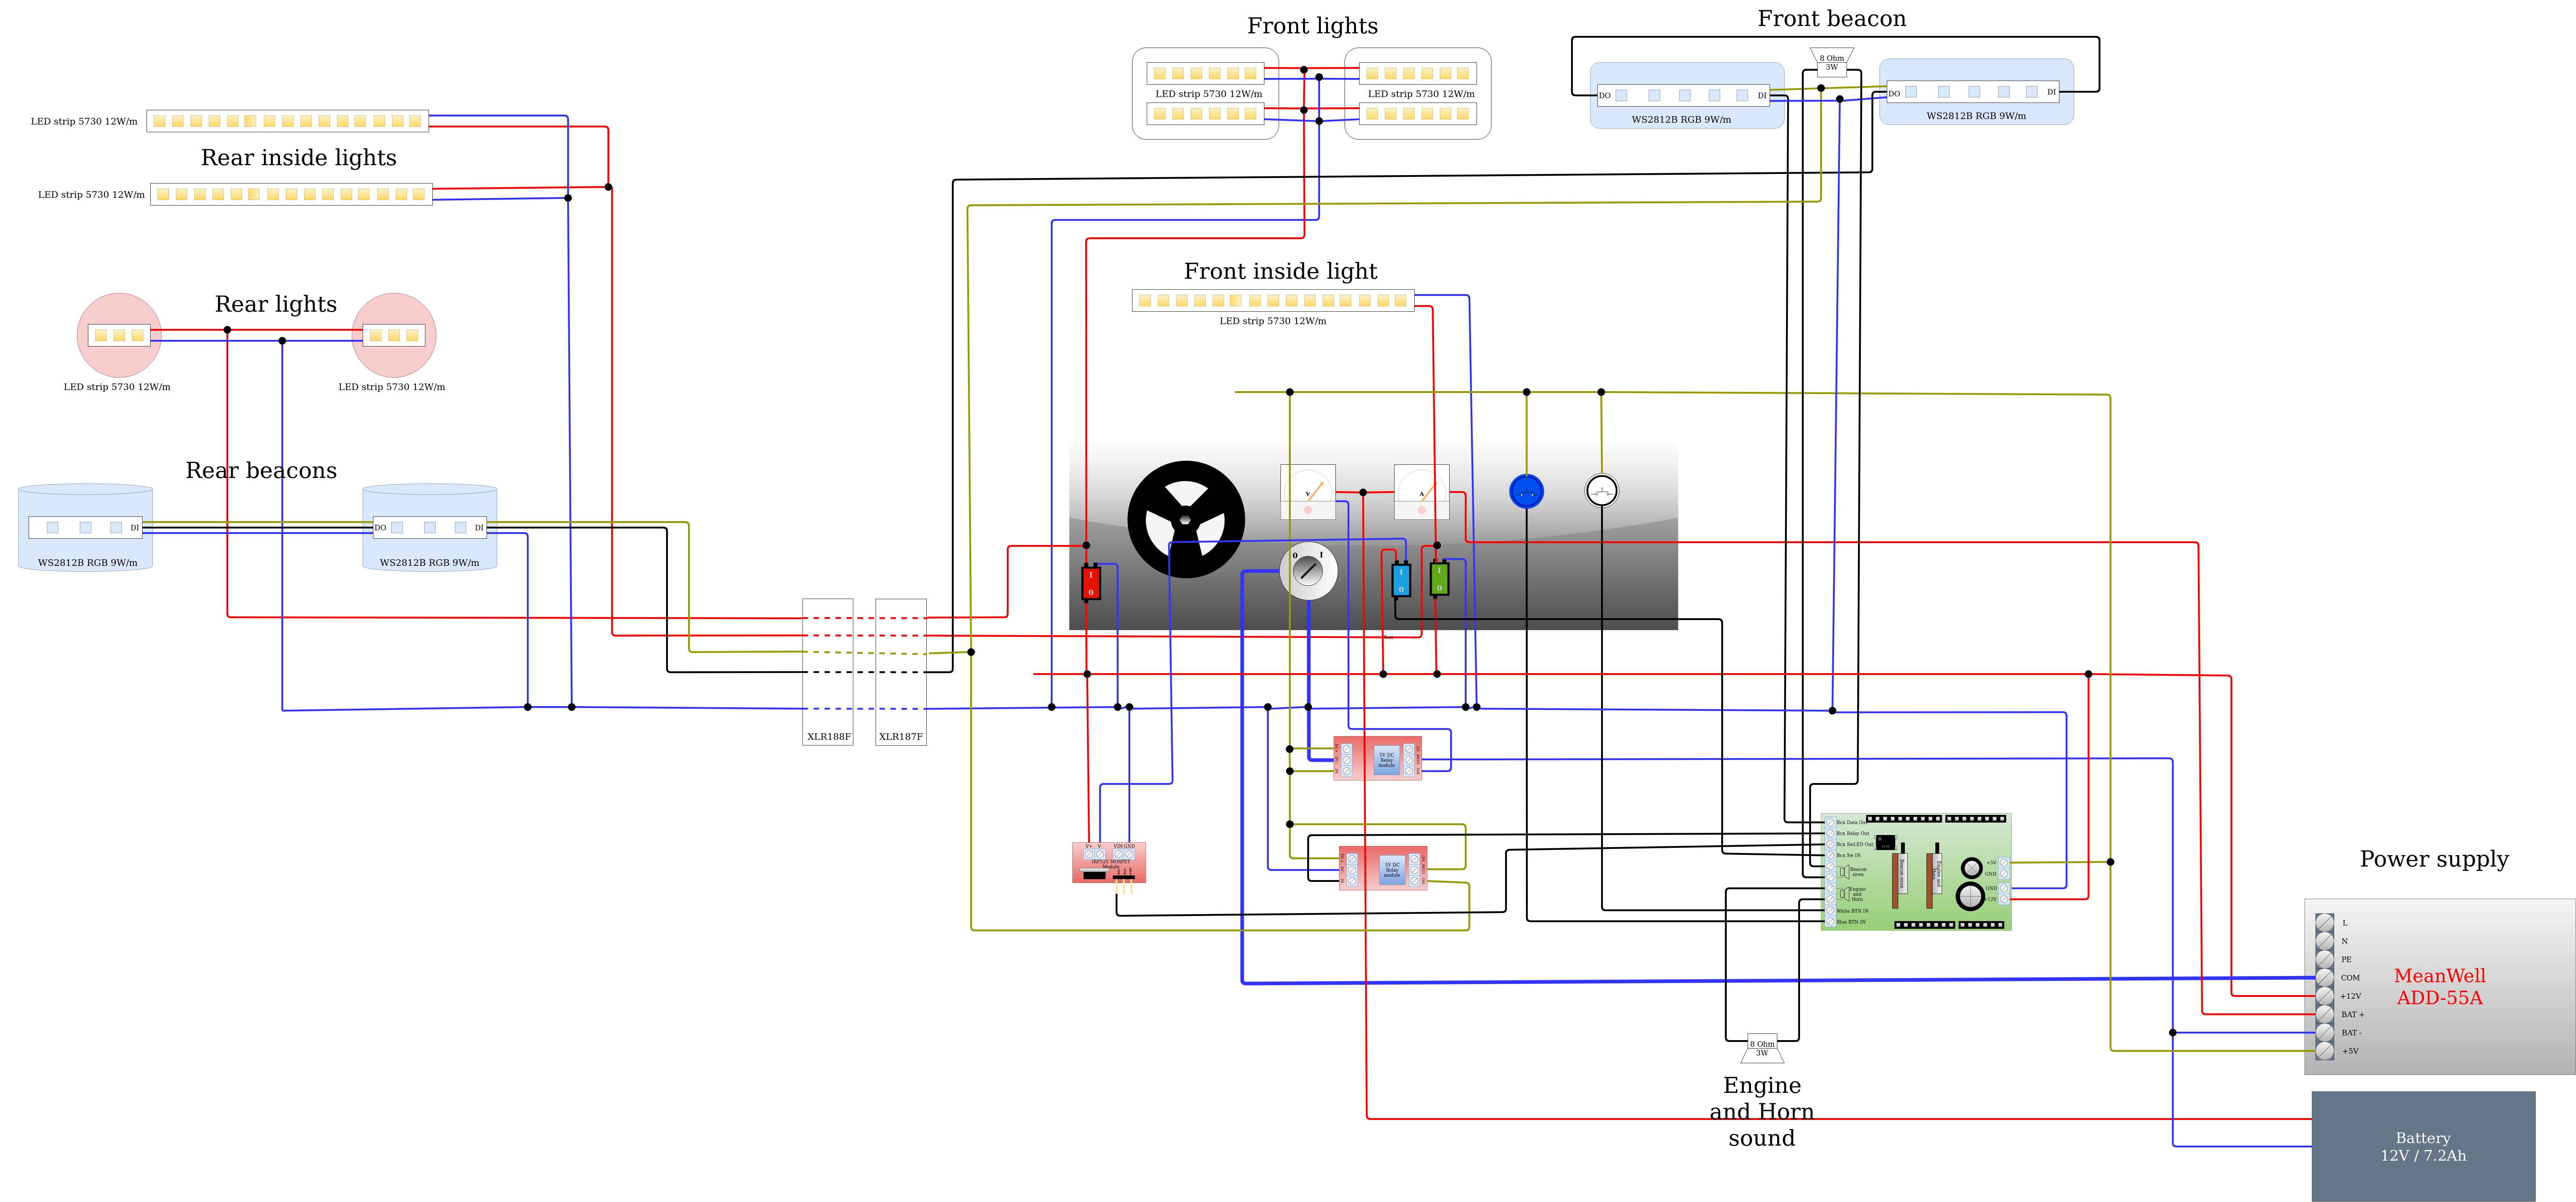 Front lights
Front beacon
8 Ohm
3W
DO
DI
DO
DI
WS2812B RGB 9W/m
WS2812B RGB 9W/m
LED strip 5730 12W/m
LED strip 5730 12W/m
LED strip 5730 12W/m
Rear inside lights
LED strip 5730 12W/m
Front inside light
LED strip 5730 12W/m
Rear lights
LED strip 5730 12W/m
LED strip 5730 12W/m
Rear beacons
DI
DO
DI
WS2812B RGB 9W/m
WS2812B RGB 9W/m
V
A
0
I
I
0
I
0
I
0
XLR188F
XLR187F
5V DC
Relay
module
5V DC
Relay
module
V+
V-
VIN
GND
IRF520 MOSFET
Module
Bcn Data Out
Bcn Relay Out
Bcn SwLED Out
Bcn Sw IN
Beacon
siren
Engine
and
Horn
White BTN IN
Blue BTN IN
Beacon siren
Engine and
Horn
+5V
GND
GND
+12V
Power supply
L
N
PE
COM
+12V
BAT +
BAT -
+5V
MeanWell
ADD-55A
8 Ohm
3W
Engine
and Horn
sound
Battery
12V / 7.2Ah